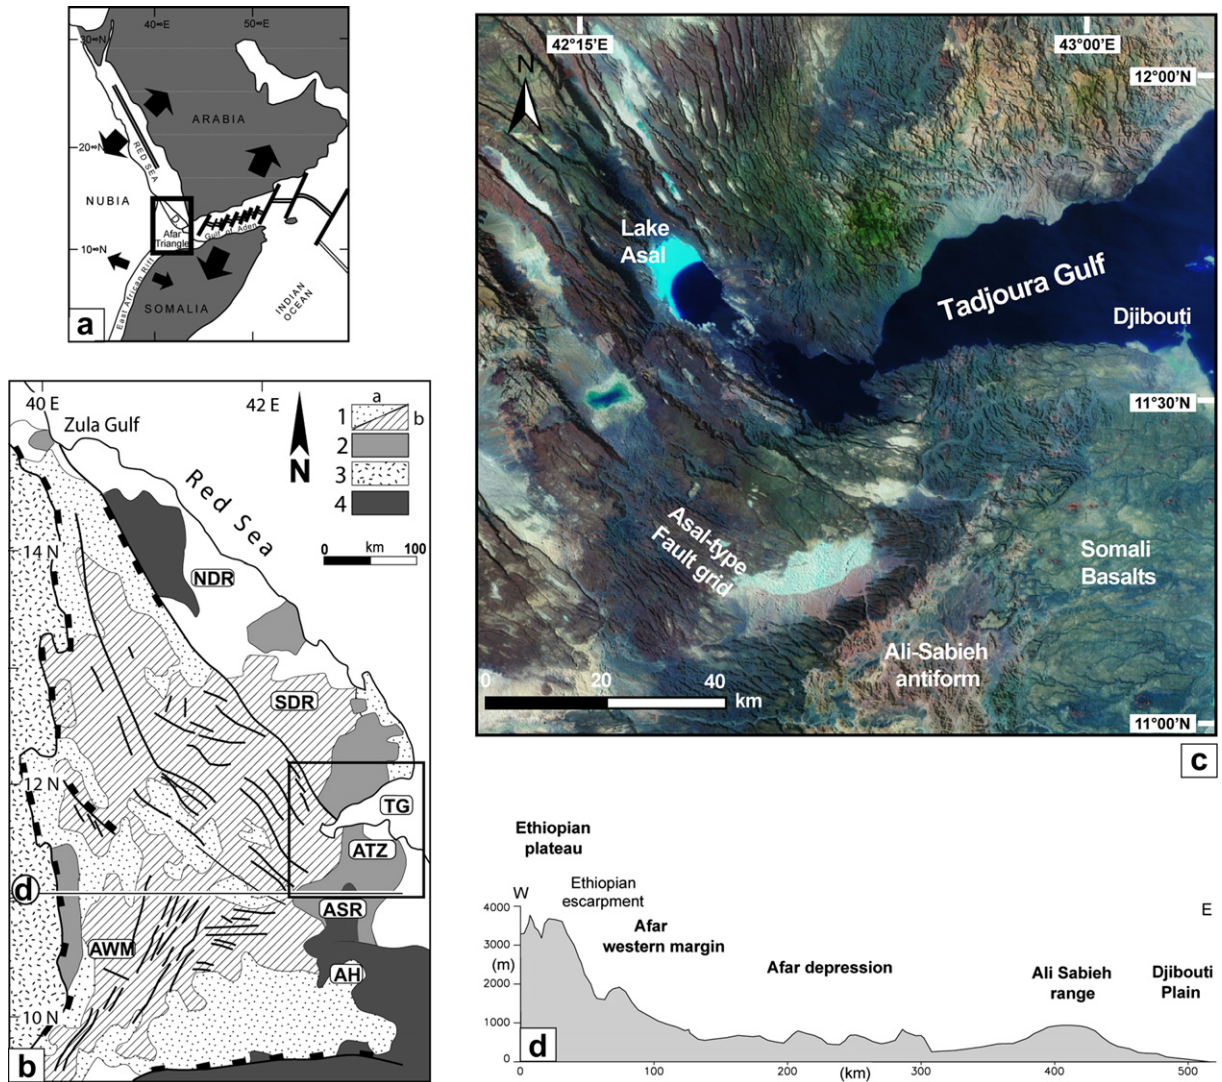 40∞E
50∞E
30∞N
ARABIA
20∞N
RED SEA
NUBIA
Afar
Triangle
Gulf of Aden
10∞N
East African Rift
SOMALIA
INDIAN
OCEAN
a
42°15'E
43°00'E
N
12°00'N
Lake
Asal
Tadjoura Gulf
Djibouti
11°30'N
Asal-type
Fault grid
Somali
Basalts
Ali-Sabieh
antiform
0 20 40
km
11°00'N
c
40 E
42 E
Zula Gulf
N
a
1 b
2
3
4
0 km 100
Red Sea
14 N
NDR
SDR
12 N
TG
ATZ
d
ASR
AWM
AH
10 N
b
Ethiopian
plateau
W
Ethiopian
escarpment
E
4000
Afar
western margin
3000
(m)
Afar depression
Ali Sabieh
range
Djibouti
Plain
2000
1000
d
0
0 100 200 300 400 500
(km)